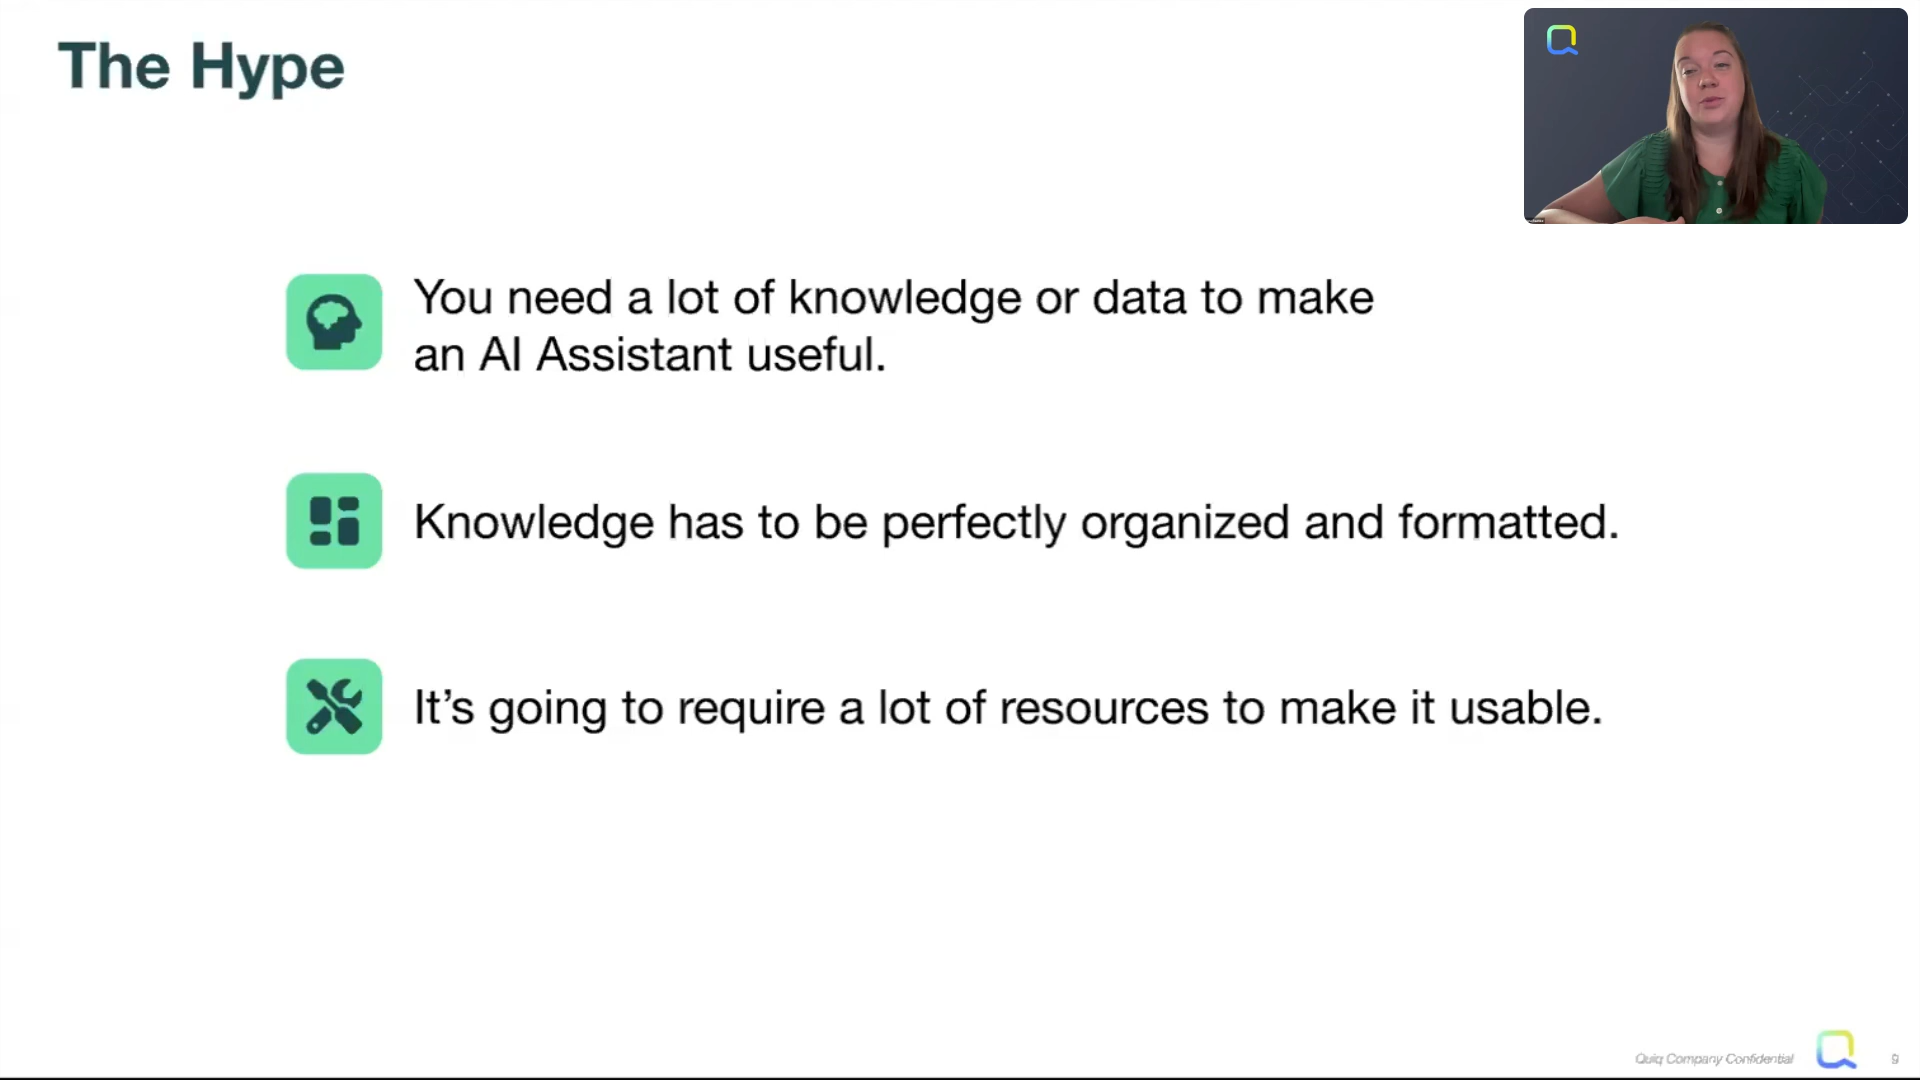 The Hype
You need a lot of knowledge or data to make
an AI Assistant useful.
Knowledge has to be perfectly organized and formatted.
It’s going to require a lot of resources to make it usable.
Quiq Company Confidential
9